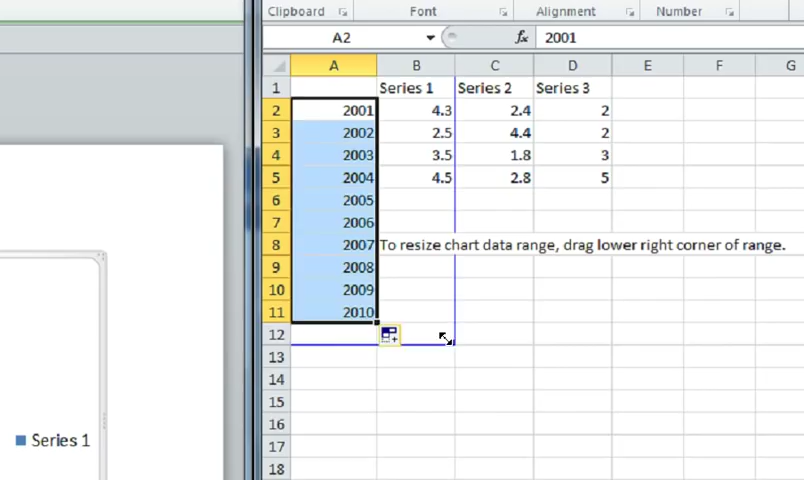 Clipboard Font Alignment Number
A2 fx 2001
A B C D E F G
1 Series 1 Series 2 Series 3
2 2001 4.3 2.4 2
3 2002 2.5 4.4 2
4 2003 3.5 1.8 3
5 2004 4.5 2.8 5
6 2005
7 2006
8 2007 To resize chart data range, drag lower right corner of range.
9 2008
10 2009
11 2010
12
13
14
15
16
17
18
Series 1